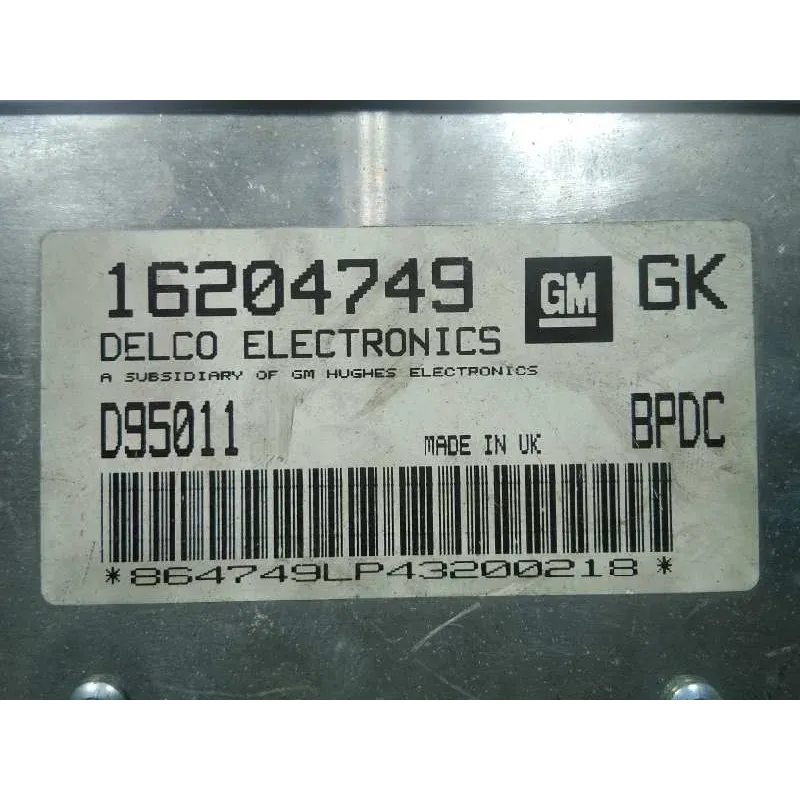 16204749 GM GK
DELCO ELECTRONICS
A SUBSIDIARY OF GM HUGHES ELECTRONICS
D95011 MADE IN UK BPDC
*864749LP43200218*